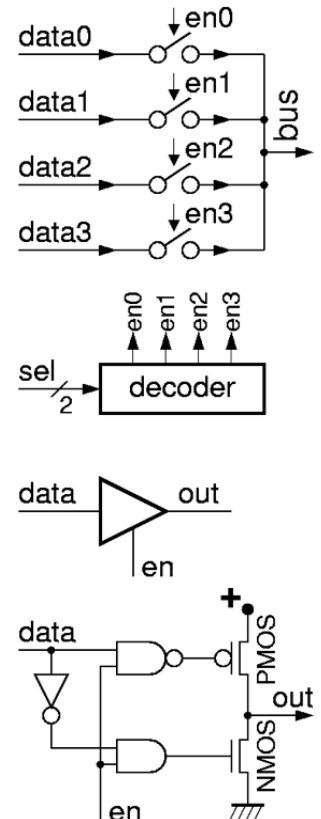 en0
data0
en1
data1
bus
en2
data2
en3
data3
en0 en1 en2 en3
sel
2
decoder
data out
en
+
PMOS
data
out
NMOS
en